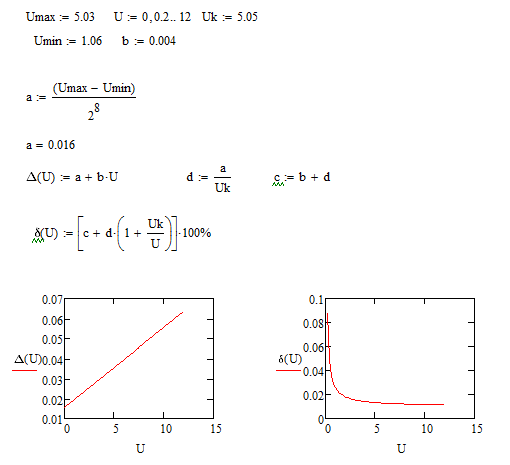 Umax := 5.03 U := 0, 0.2.. 12 Uk := 5.05
Umin := 1.06 b := 0.004
a := (Umax − Umin) / 2^8
a = 0.016
Δ(U) := a + b·U d := a / Uk c := b + d
δ(U) := [c + d·(1 + Uk / U)]·100%
0.07
0.06
0.05
Δ(U) 0.04
0.03
0.02
0.01
0 5 10 15
U
0.1
0.08
0.06
δ(U) 0.04
0.02
0
0 5 10 15
U